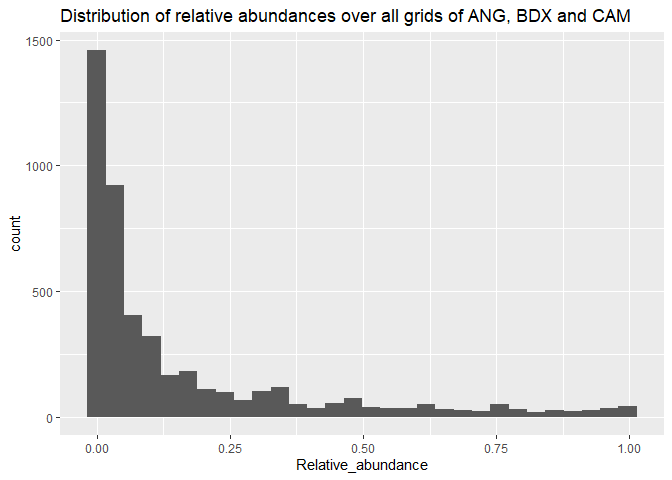 Distribution of relative abundances over all grids of ANG, BDX and CAM
1500
1000
500
0
count
0.00 0.25 0.50 0.75 1.00
Relative_abundance